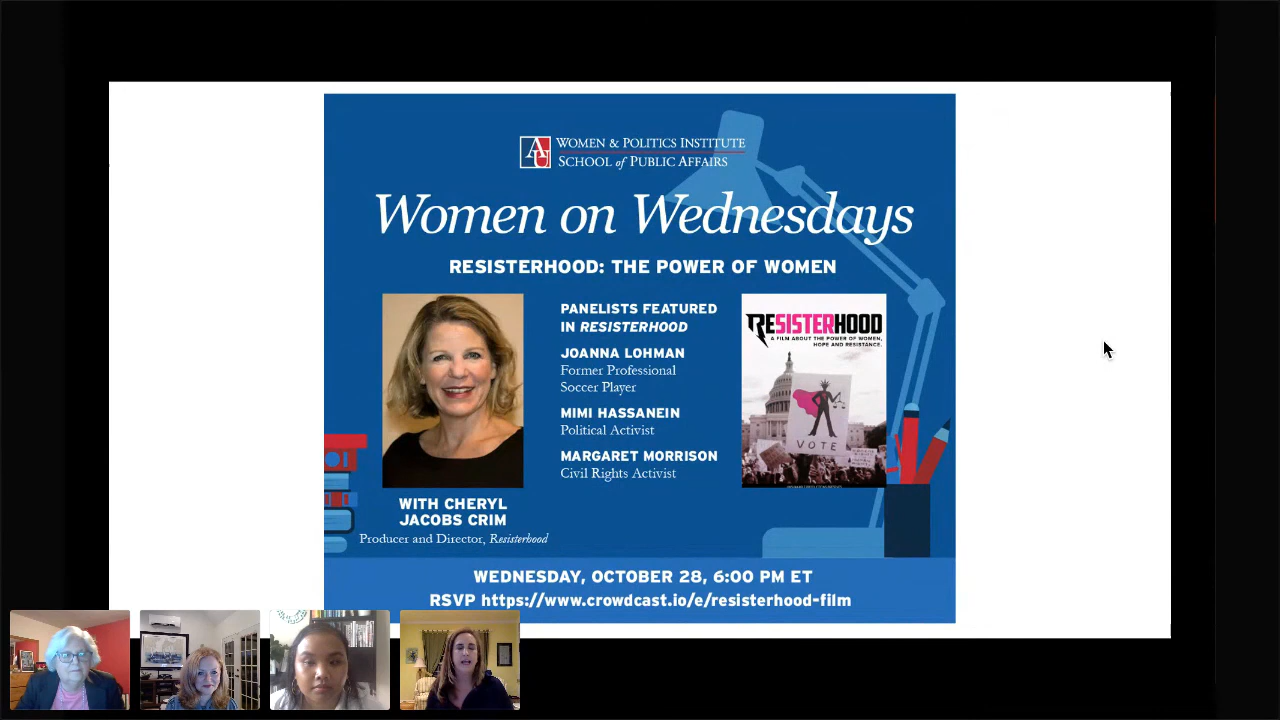 AU
WOMEN & POLITICS INSTITUTE
SCHOOL of PUBLIC AFFAIRS
Women on Wednesdays
RESISTERHOOD: THE POWER OF WOMEN
PANELISTS FEATURED
IN RESISTERHOOD
JOANNA LOHMAN
Former Professional
Soccer Player
MIMI HASSANEIN
Political Activist
MARGARET MORRISON
Civil Rights Activist
RESISTERHOOD
A FILM ABOUT THE POWER OF WOMEN,
HOPE AND RESISTANCE.
VOTE
WITH CHERYL
JACOBS CRIM
Producer and Director, Resisterhood
WEDNESDAY, OCTOBER 28, 6:00 PM ET
RSVP https://www.crowdcast.io/e/resisterhood-film